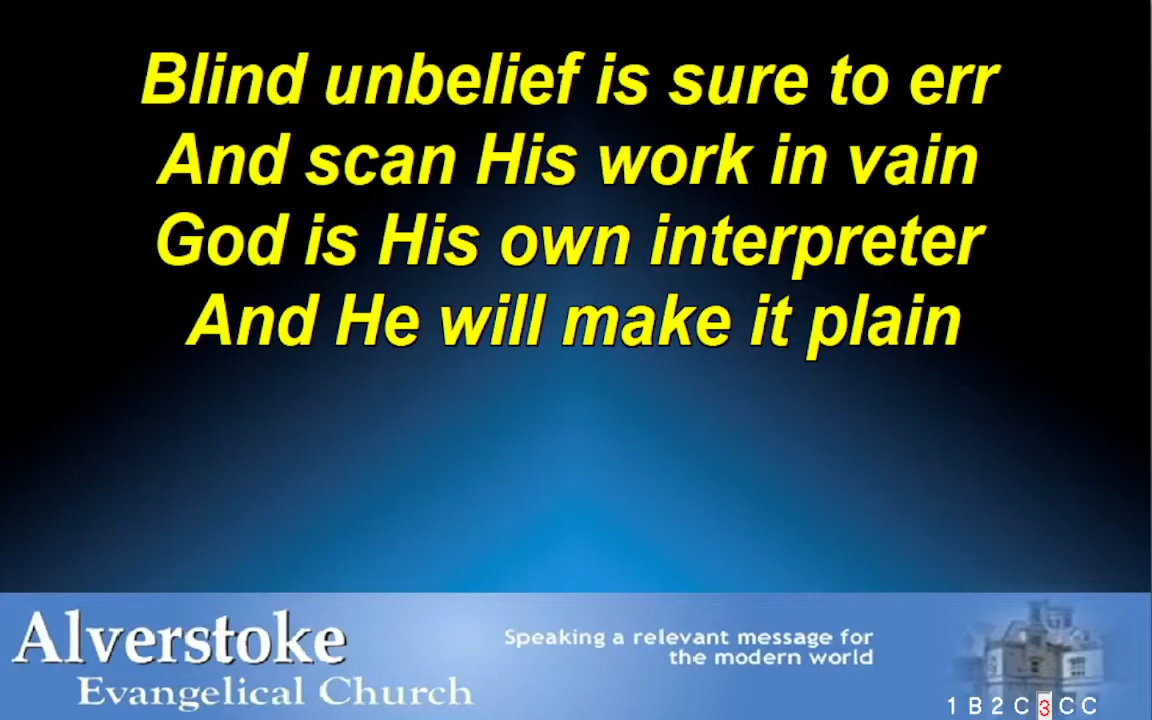 Blind unbelief is sure to err
And scan His work in vain
God is His own interpreter
And He will make it plain
Alverstoke
Evangelical Church
Speaking a relevant message for
the modern world
1 B 2 C 3 C C